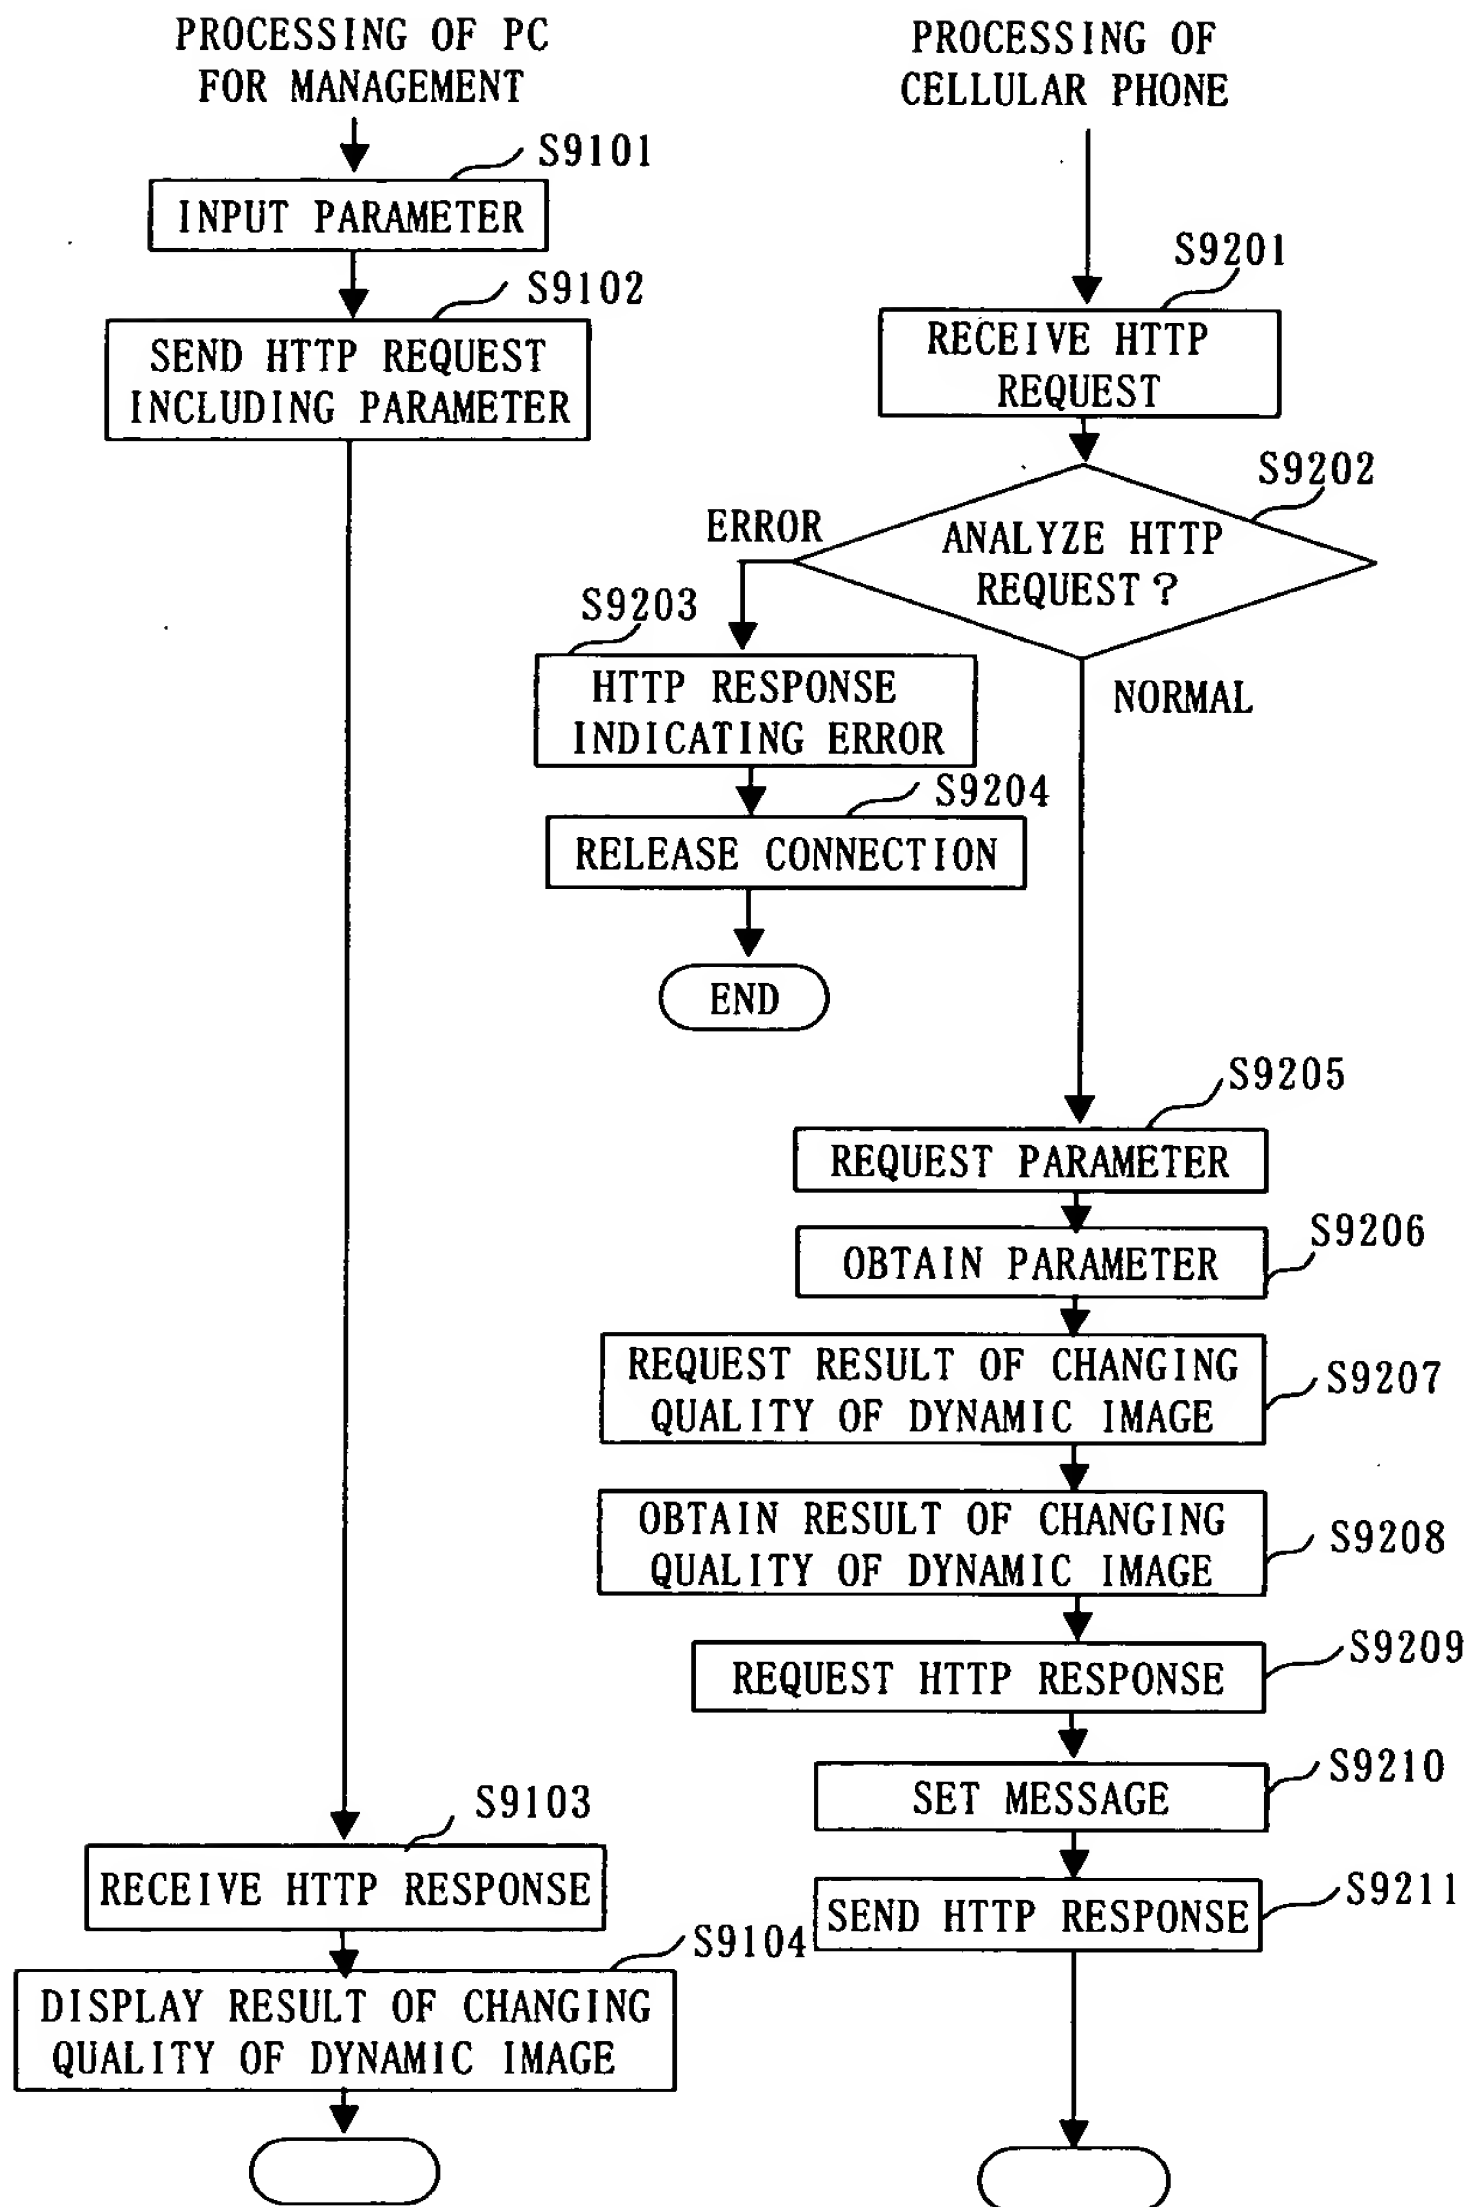 PROCESSING OF PC
FOR MANAGEMENT
S9101
INPUT PARAMETER
S9102
SEND HTTP REQUEST
INCLUDING PARAMETER
S9103
RECEIVE HTTP RESPONSE
S9104
DISPLAY RESULT OF CHANGING
QUALITY OF DYNAMIC IMAGE
PROCESSING OF
CELLULAR PHONE
S9201
RECEIVE HTTP
REQUEST
S9202
ANALYZE HTTP
REQUEST?
ERROR
S9203
HTTP RESPONSE
INDICATING ERROR
S9204
RELEASE CONNECTION
END
NORMAL
S9205
REQUEST PARAMETER
S9206
OBTAIN PARAMETER
REQUEST RESULT OF CHANGING
QUALITY OF DYNAMIC IMAGE
S9207
OBTAIN RESULT OF CHANGING
QUALITY OF DYNAMIC IMAGE
S9208
REQUEST HTTP RESPONSE
S9209
SET MESSAGE
S9210
SEND HTTP RESPONSE
S9211